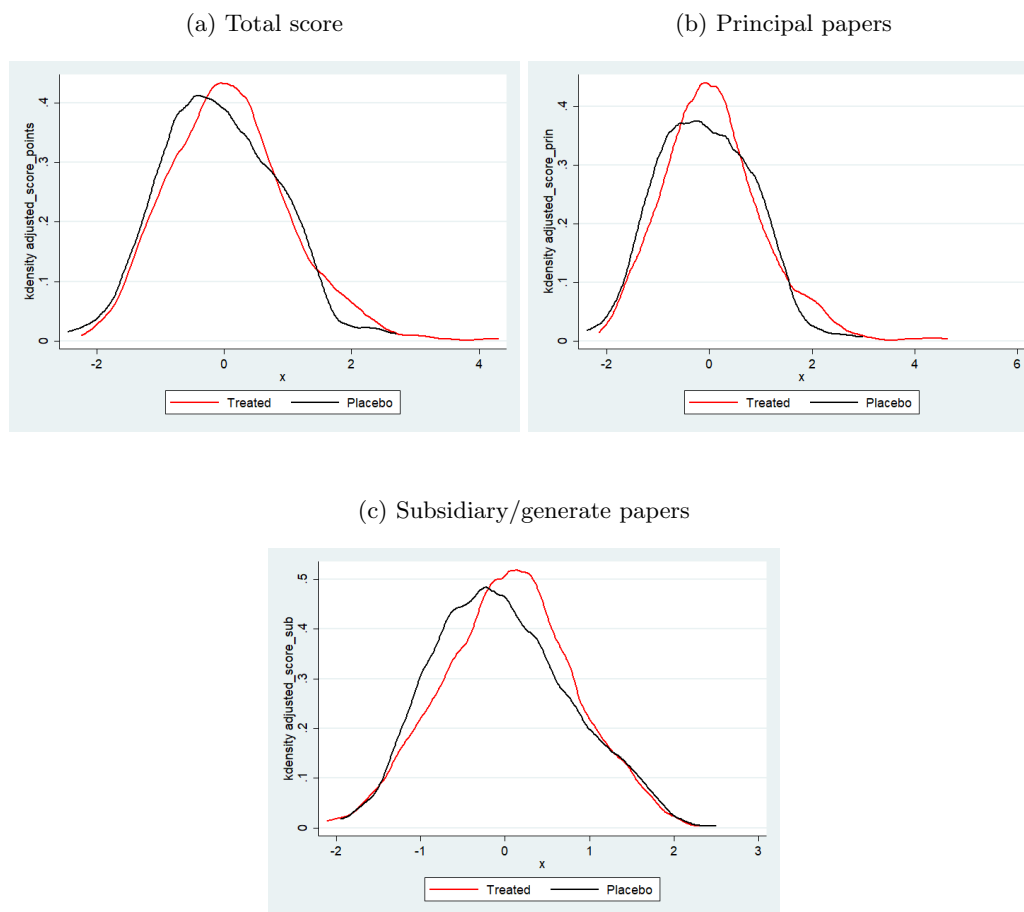 (a) Total score
(b) Principal papers
kdensity adjusted_score_points
0 .1 .2 .3 .4
-2 0 2 4
x
Treated Placebo
kdensity adjusted_score_prin
0 .1 .2 .3 .4
-2 0 2 4 6
x
Treated Placebo
(c) Subsidiary/generate papers
kdensity adjusted_score_sub
0 .1 .2 .3 .4 .5
-2 -1 0 1 2 3
x
Treated Placebo